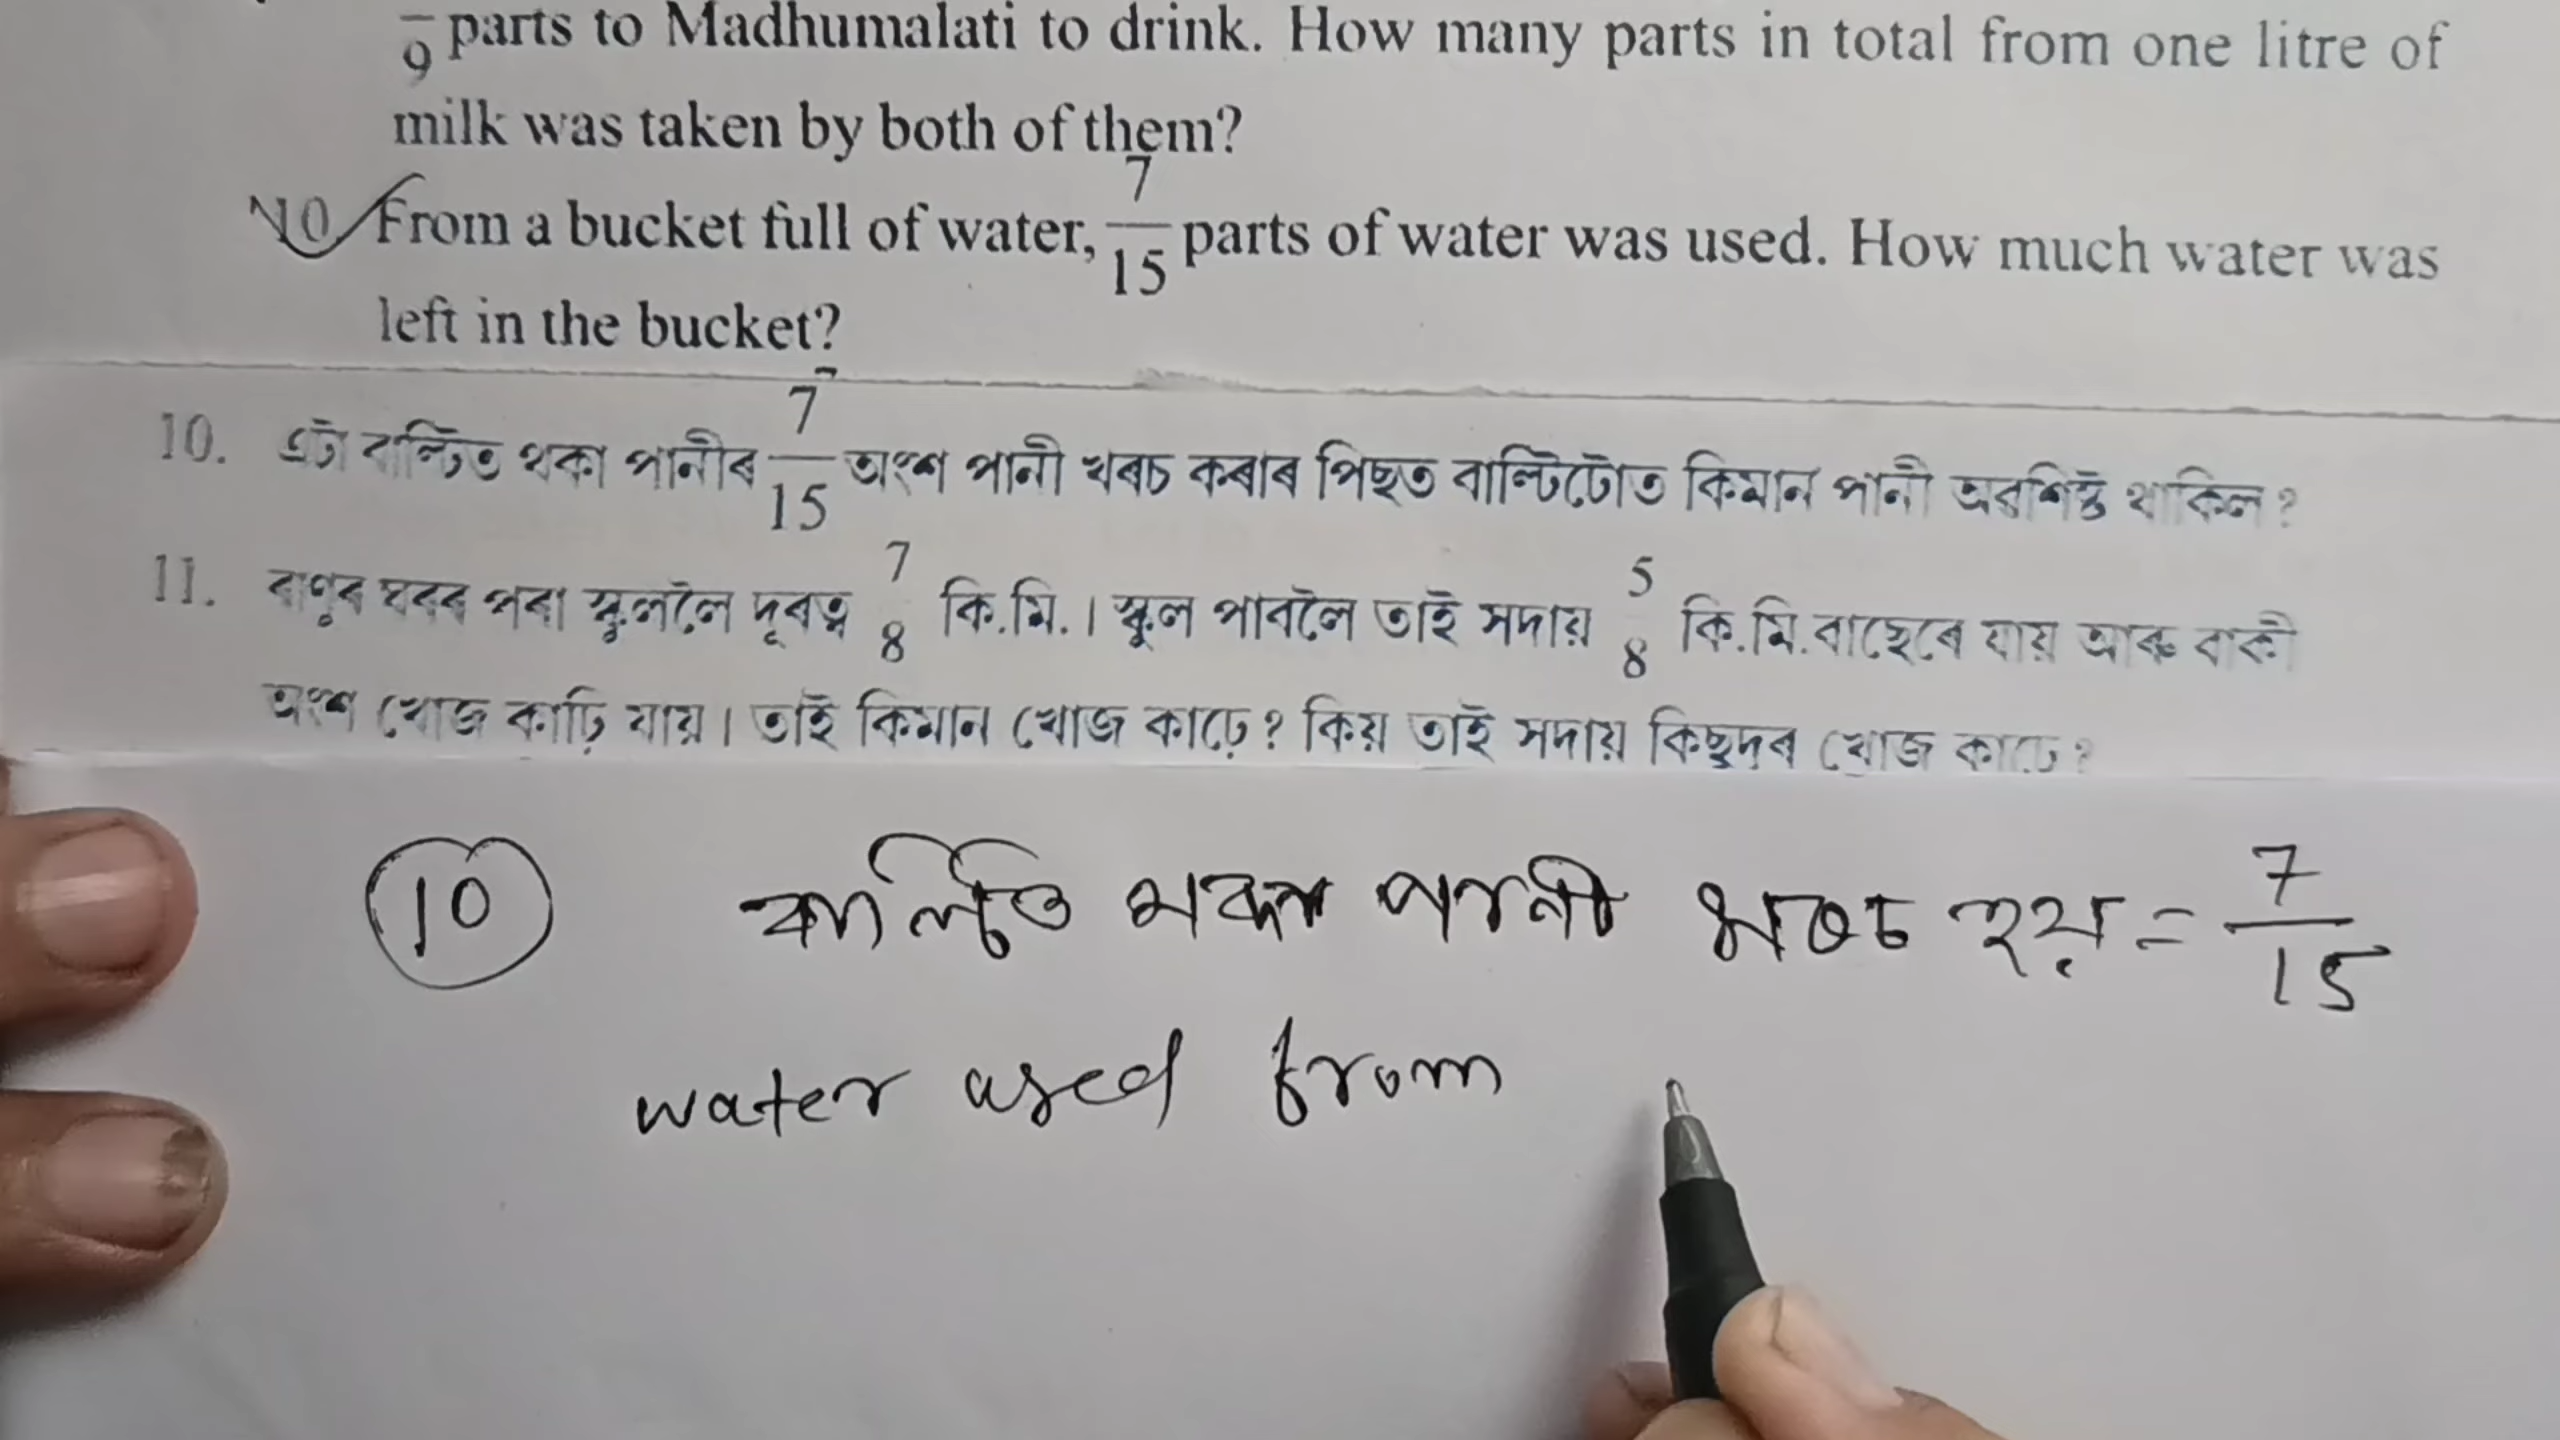 9 parts to Madhumalati to drink. How many parts in total from one litre of
milk was taken by both of them?
10. From a bucket full of water, 7/15 parts of water was used. How much water was
left in the bucket?
10. এটা বাল্টিত থকা পানীৰ 7/15 অংশ পানী খৰচ কৰাৰ পিছত বাল্টিটোত কিমান পানী অৱশিষ্ট থাকিল?
11. ৰাণুৰ ঘৰৰ পৰা স্কুললৈ দূৰত্ব 7/8 কি.মি.। স্কুল পাবলৈ তাই সদায় 5/8 কি.মি. বাছেৰে যায় আৰু বাকী
অংশ খোজ কাঢ়ি যায়। তাই কিমান খোজ কাঢ়ে? কিয় তাই সদায় কিছুদূৰ খোজ কাঢ়ে?
10 বাল্টিত থকা পানী খৰচ হয় = 7/15
water used from